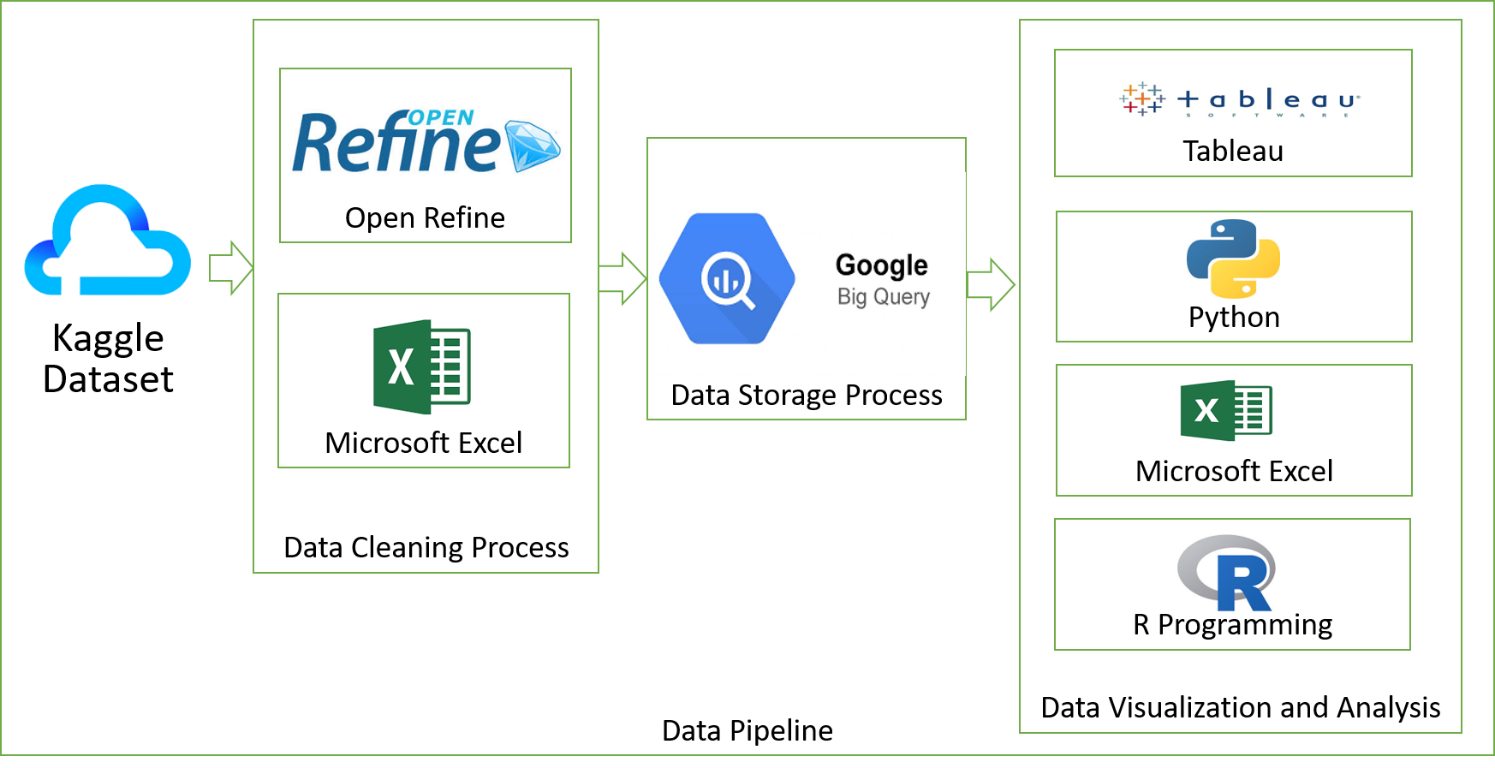 Kaggle
Dataset
OPEN
Refine
Open Refine
X
Microsoft Excel
Data Cleaning Process
Google
Big Query
Data Storage Process
+ a b l e a u
S O F T W A R E
Tableau
Python
X
Microsoft Excel
R
R Programming
Data Visualization and Analysis
Data Pipeline